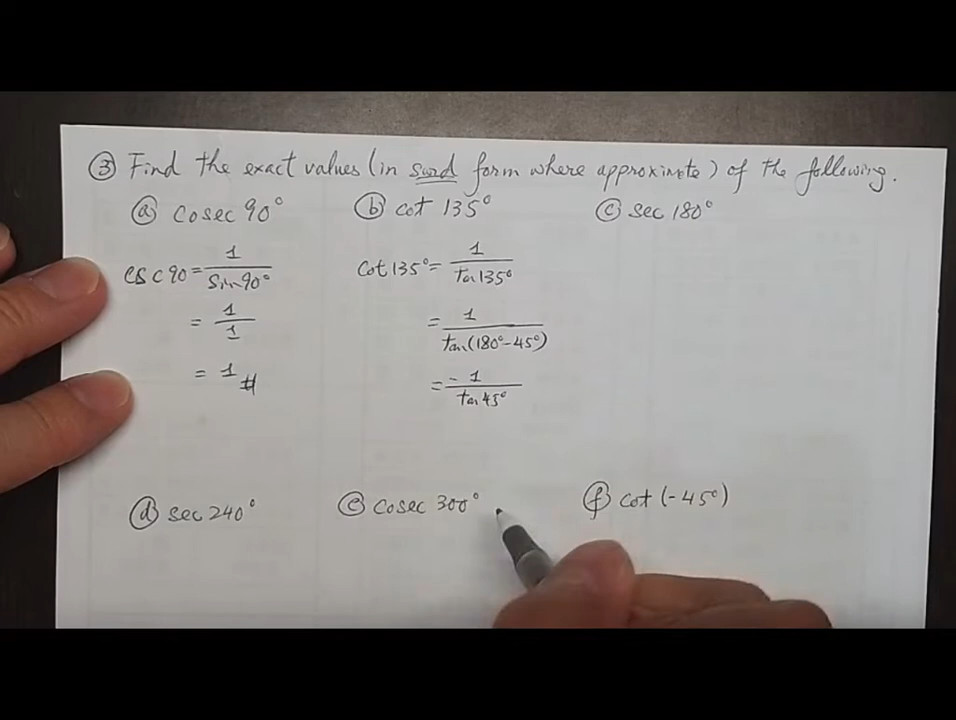 ③ Find the exact values (in surd form where approximate) of the following.
ⓐ cosec 90°
csc 90 = 1/sin 90°
= 1/1
= 1 #
ⓑ cot 135°
cot 135° = 1/tan 135°
= 1/tan(180°-45°)
= -1/tan 45°
ⓒ sec 180°
ⓓ sec 240°
ⓔ cosec 300°
ⓕ cot (-45°)